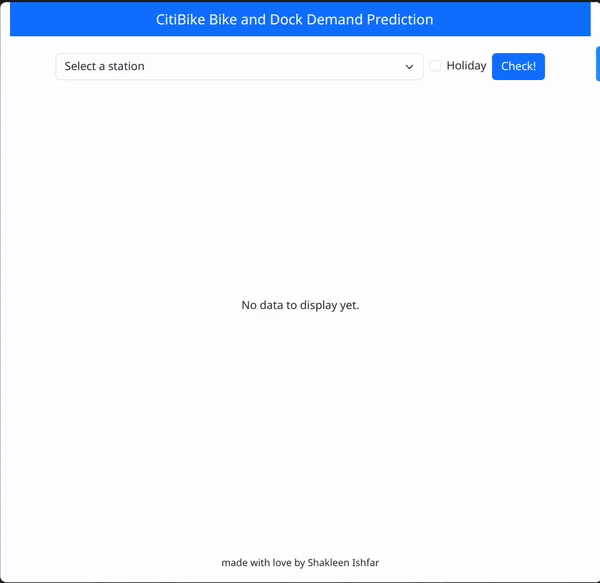 CitiBike Bike and Dock Demand Prediction
Select a station Holiday Check!
No data to display yet.
made with love by Shakleen Ishfar